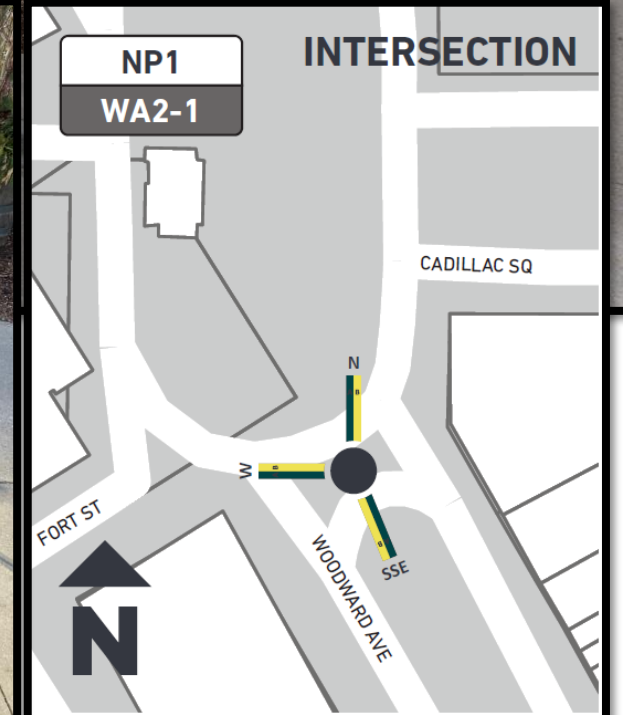 NP1
WA2-1
INTERSECTION
CADILLAC SQ
N
W
SSE
FORT ST
WOODWARD AVE
N